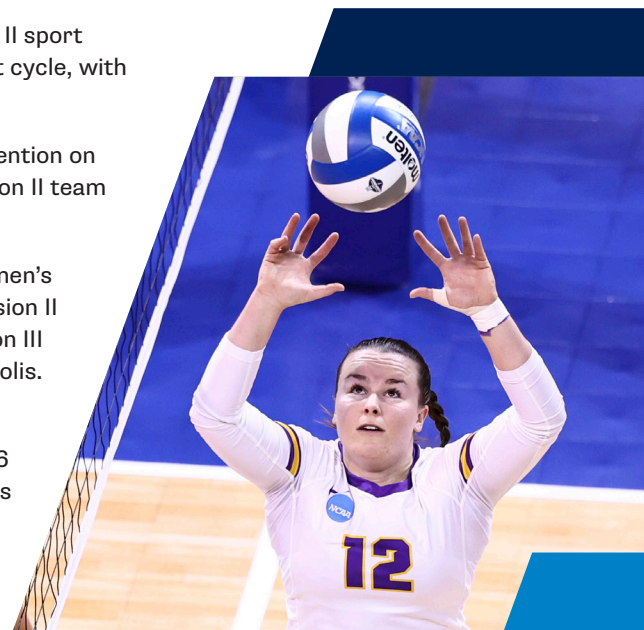 II sport
t cycle, with
ention on
on II team
nen's
sion II
on III
olis.
6
s
molten
NCAA
12